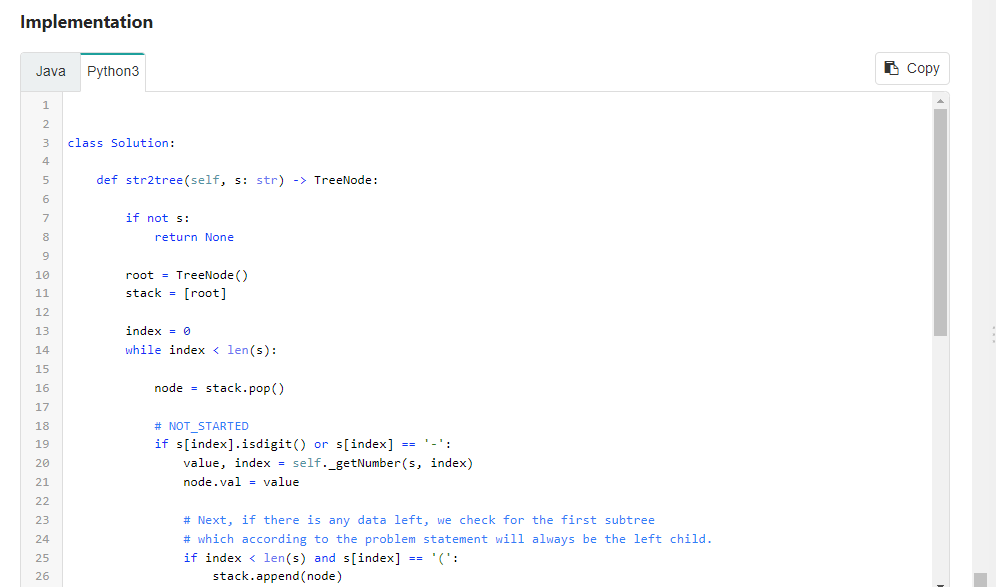 Implementation
Java Python3 Copy
1
2
3 class Solution:
4
5     def str2tree(self, s: str) -> TreeNode:
6
7         if not s:
8             return None
9
10         root = TreeNode()
11         stack = [root]
12
13         index = 0
14         while index < len(s):
15
16             node = stack.pop()
17
18             # NOT_STARTED
19             if s[index].isdigit() or s[index] == '-':
20                 value, index = self._getNumber(s, index)
21                 node.val = value
22
23                 # Next, if there is any data left, we check for the first subtree
24                 # which according to the problem statement will always be the left child.
25                 if index < len(s) and s[index] == '(':
26                     stack.append(node)